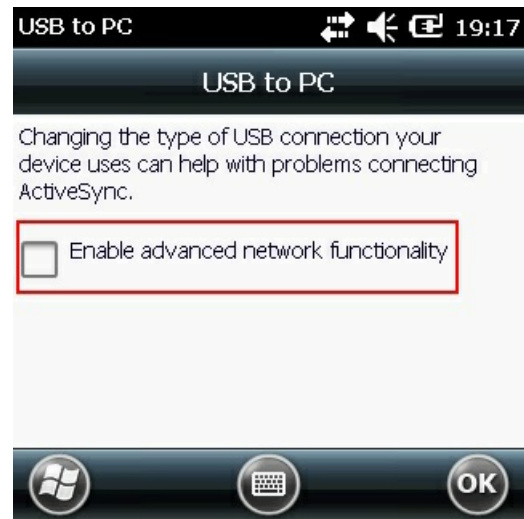 USB to PC
19:17
USB to PC
Changing the type of USB connection your
device uses can help with problems connecting
ActiveSync.
Enable advanced network functionality
OK